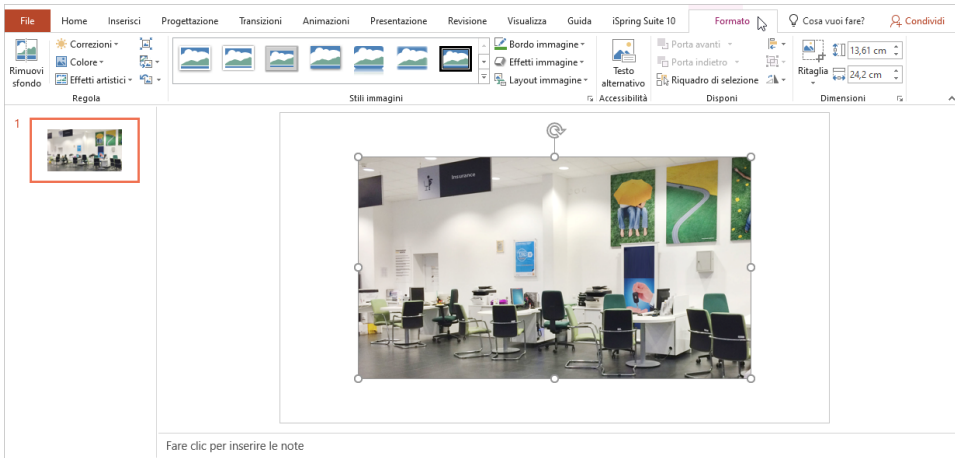 File Home Inserisci Progettazione Transizioni Animazioni Presentazione Revisione Visualizza Guida iSpring Suite 10 Formato Cosa vuoi fare? Condividi
Rimuovi sfondo
Correzioni
Colore
Effetti artistici
Regola
Bordo immagine
Effetti immagine
Layout immagine
Stili immagini
Testo alternativo
Accessibilità
Porta avanti
Porta indietro
Riquadro di selezione
Disponi
Ritaglia
13,61 cm
24,2 cm
Dimensioni
1
Insurance
Fare clic per inserire le note